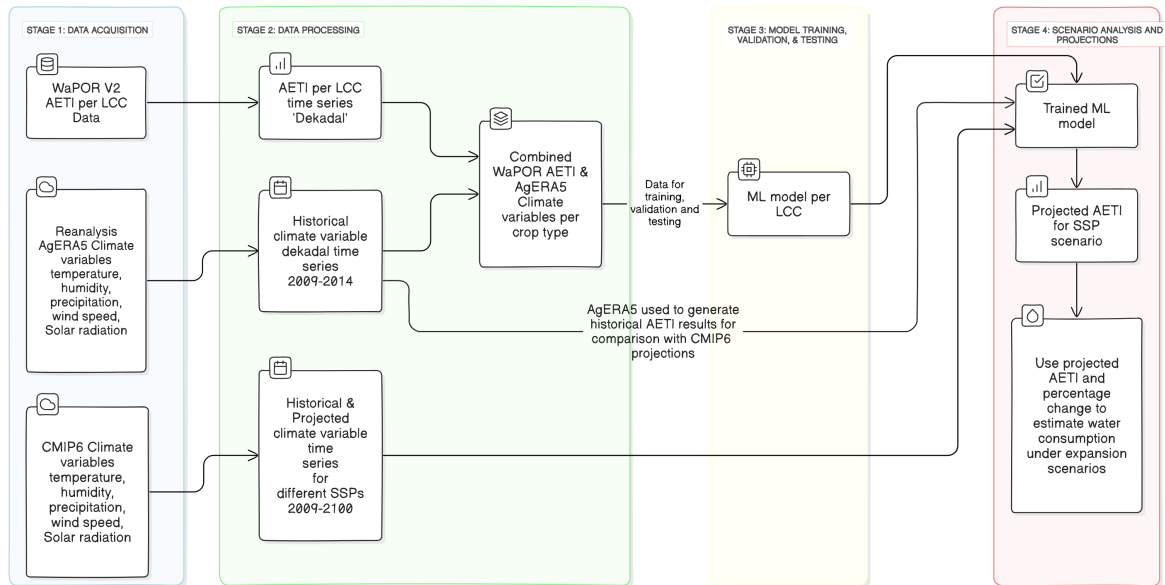 STAGE 1: DATA ACQUISITION
WaPOR V2
AETI per LCC
Data
Reanalysis
AgERA5 Climate
variables
temperature,
humidity,
precipitation,
wind speed,
Solar radiation
CMIP6 Climate
variables
temperature,
humidity,
precipitation,
wind speed,
Solar radiation
STAGE 2: DATA PROCESSING
AETI per LCC
time series
'Dekadal'
Historical
climate variable
dekadal time
series
2009-2014
Historical &
Projected
climate variable
time
series
for
different SSPs
2009-2100
Combined
WaPOR AETI &
AgERA5
Climate
variables per
crop type
Data for
training,
validation and
testing
AgERA5 used to generate
historical AETI results for
comparison with CMIP6
projections
STAGE 3: MODEL TRAINING,
VALIDATION, & TESTING
ML model per
LCC
STAGE 4: SCENARIO ANALYSIS AND
PROJECTIONS
Trained ML
model
Projected AETI
for SSP
scenario
Use projected
AETI and
percentage
change to
estimate water
consumption
under expansion
scenarios